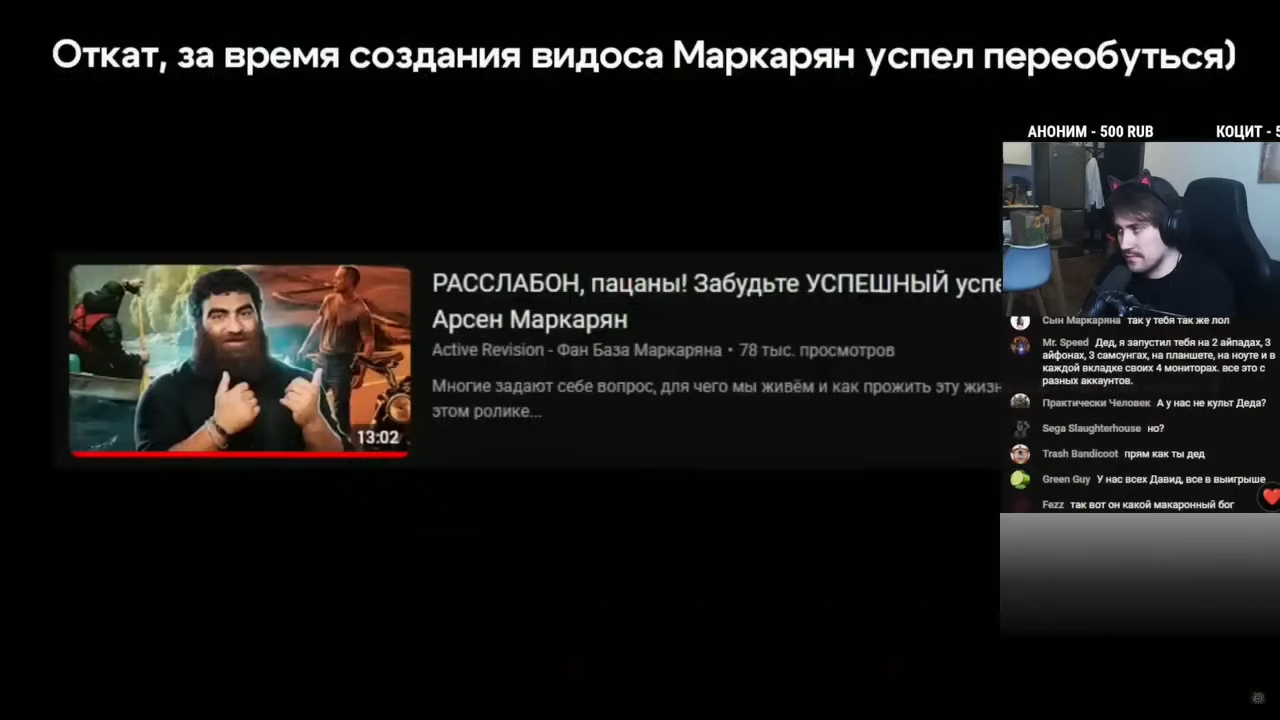 Откат, за время создания видоса Маркарян успел переобуться)
АНОНИМ - 500 RUB
КОЦИТ - 5
РАССЛАБОН, пацаны! Забудьте УСПЕШНЫЙ успе
Арсен Маркарян
Active Revision - Фан База Маркаряна • 78 тыс. просмотров
Многие задают себе вопрос, для чего мы живём и как прожить эту жизн
этом ролике...
13:02
Сын Маркаряна так у тебя так же лол
Mr. Speed Дед, я запустил тебя на 2 айпадах, 3
айфонах, 3 самсунгах, на планшете, на ноуте и в
каждой вкладке своих 4 мониторах. все это с
разных аккаунтов.
Практически Человек А у нас не культ Деда?
Sega Slaughterhouse но?
Trash Bandicoot прям как ты дед
Green Guy У нас всех Давид, все в выигрыше
Fezz так вот он какой макаронный бог